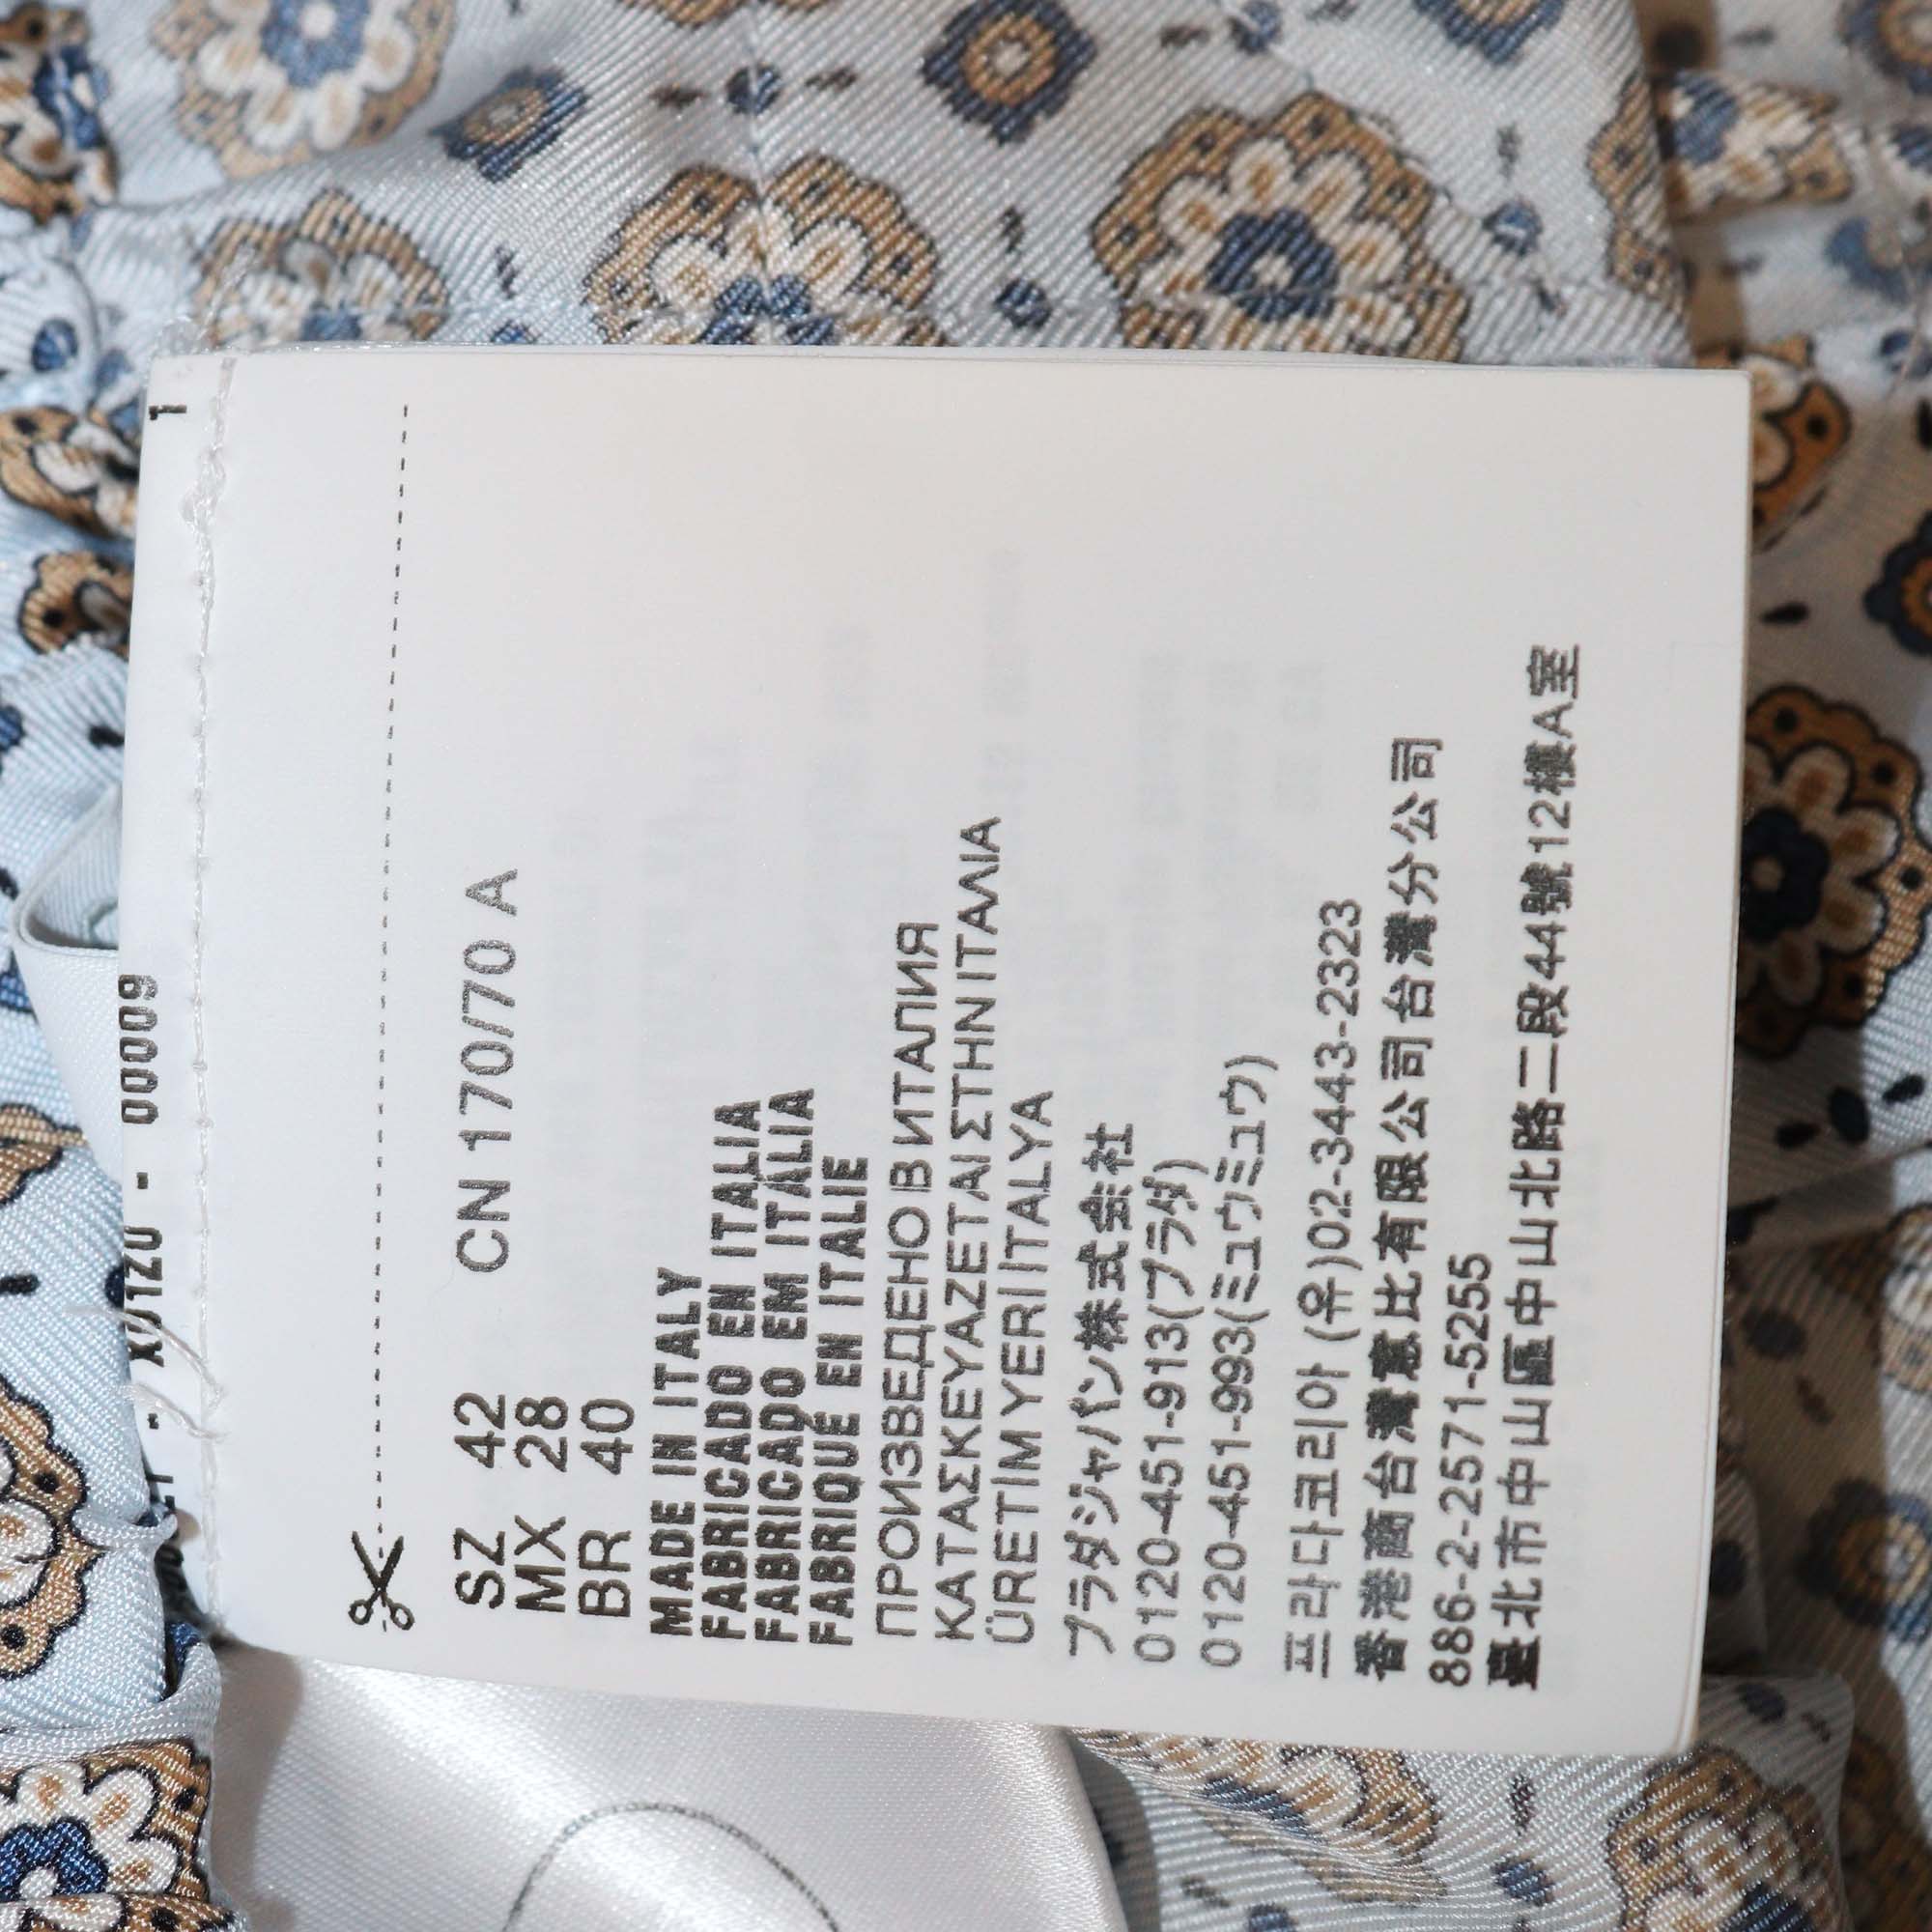 X01ZU - 00009
1
SZ 42 CN 170/70 A
MX 28
BR 40
MADE IN ITALY
FABRICADO EN ITALIA
FABRICADO EM ITÁLIA
FABRIQUÉ EN ITALIE
ПРОИЗВЕДЕНО В ИТАЛИЯ
ΚΑΤΑΣΚΕΥΑΖΕΤΑΙ ΣΤΗΝ ΙΤΑΛΙΑ
ÜRETİM YERİ İTALYA
プラダジャパン株式会社
0120-451-913(プラダ)
0120-451-993(ミュウミュウ)
프라다코리아 (유)02-3443-2323
香港商台灣惠比有限公司台灣分公司
886-2-2571-5255
臺北市中山區中山北路二段44號12樓A室